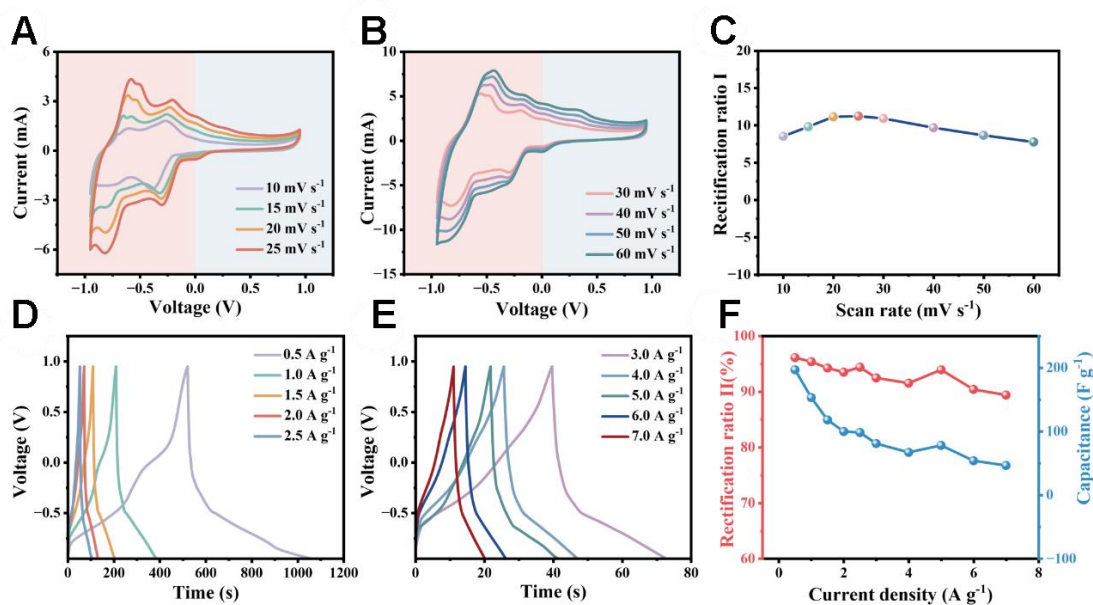 A
Current (mA)
6
3
0
−3
−6
10 mV s⁻¹
15 mV s⁻¹
20 mV s⁻¹
25 mV s⁻¹
−1.0
−0.5
0.0
0.5
1.0
Voltage (V)
B
Current (mA)
10
5
0
−5
−10
−15
30 mV s⁻¹
40 mV s⁻¹
50 mV s⁻¹
60 mV s⁻¹
−1.0
−0.5
0.0
0.5
1.0
Voltage (V)
C
Recitification ratio I
20
15
10
5
0
−5
−10
10
20
30
40
50
60
Scan rate (mV s⁻¹)
D
Voltage (V)
1.0
0.5
0.0
−0.5
0.5 A g⁻¹
1.0 A g⁻¹
1.5 A g⁻¹
2.0 A g⁻¹
2.5 A g⁻¹
0
200
400
600
800
1000
1200
Time (s)
E
Voltage (V)
1.0
0.5
0.0
−0.5
3.0 A g⁻¹
4.0 A g⁻¹
5.0 A g⁻¹
6.0 A g⁻¹
7.0 A g⁻¹
0
20
40
60
80
Time (s)
F
Rectification ratio II(%)
100
90
80
70
60
200
100
0
−100
Capacitance (F g⁻¹)
0
2
4
6
8
Current density (A g⁻¹)